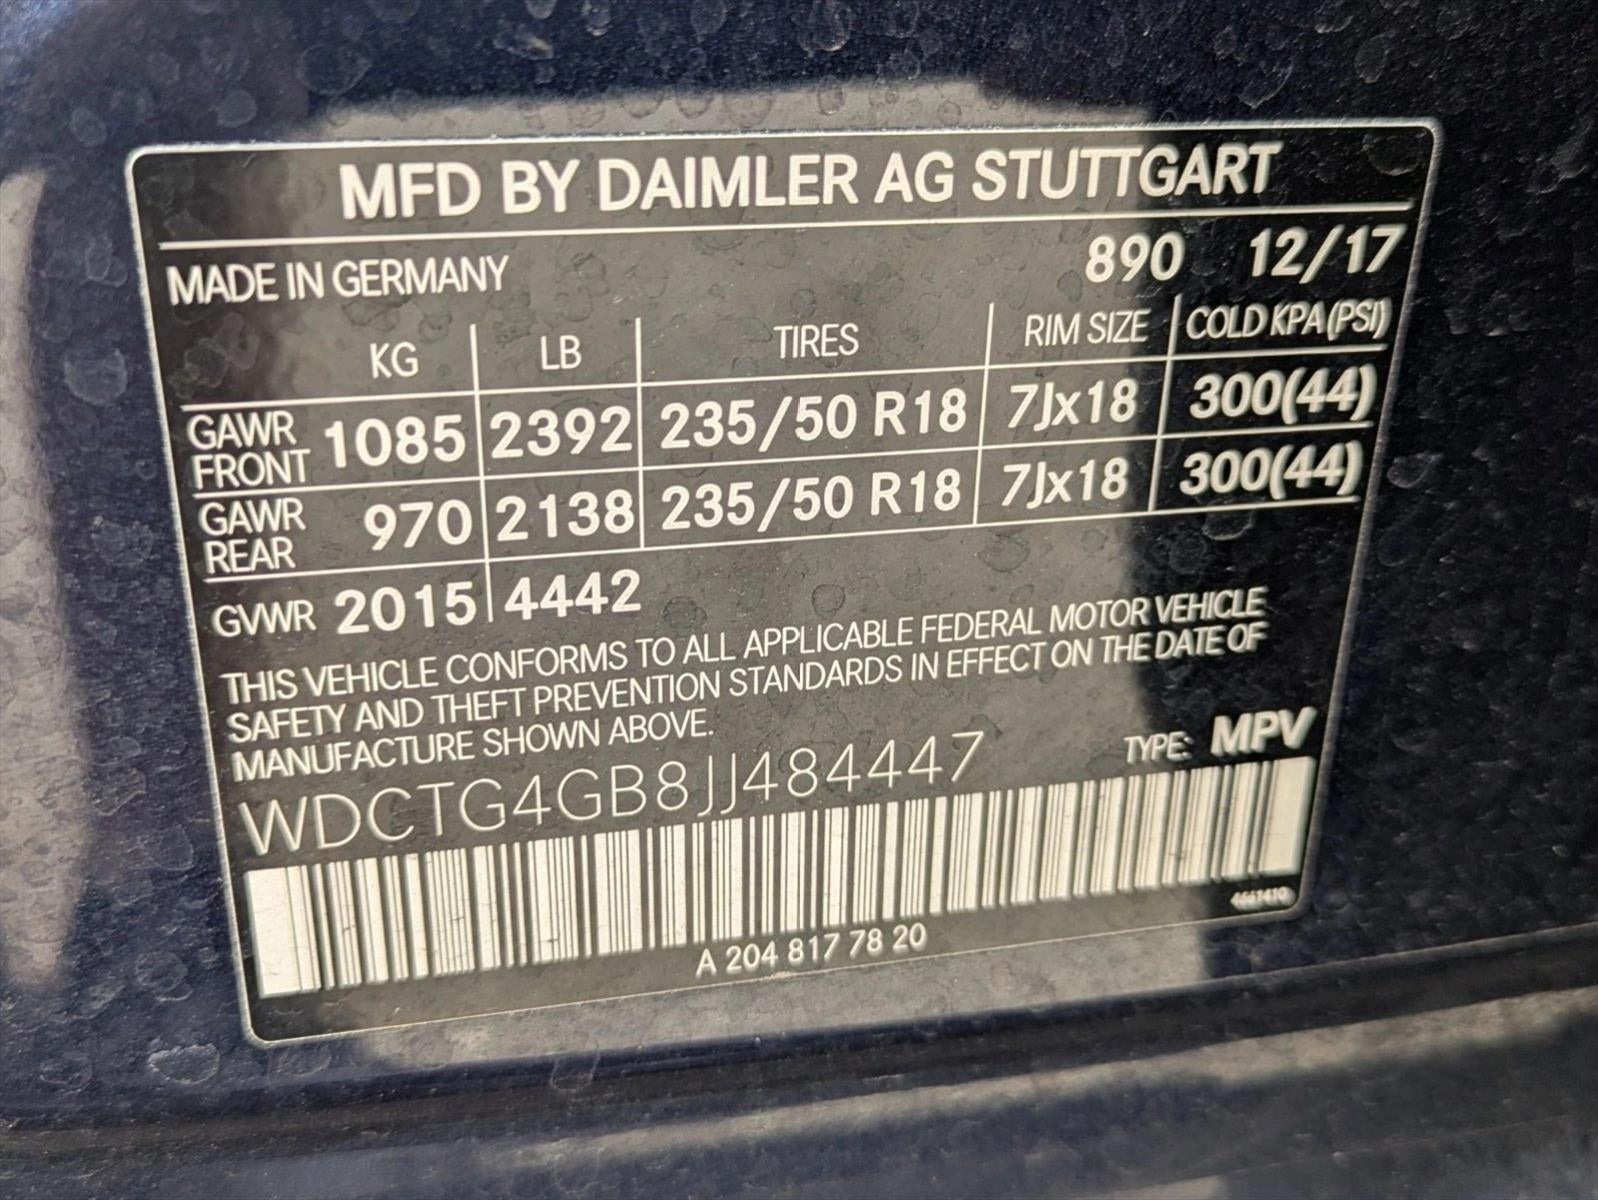 MFD BY DAIMLER AG STUTTGART
MADE IN GERMANY 890 12/17
KG LB TIRES RIM SIZE COLD KPA(PSI)
GAWR FRONT 1085 2392 235/50 R18 7Jx18 300(44)
GAWR REAR 970 2138 235/50 R18 7Jx18 300(44)
GVWR 2015 4442
THIS VEHICLE CONFORMS TO ALL APPLICABLE FEDERAL MOTOR VEHICLE
SAFETY AND THEFT PREVENTION STANDARDS IN EFFECT ON THE DATE OF
MANUFACTURE SHOWN ABOVE.
WDCTG4GB8JJ484447 TYPE: MPV
A 204 817 78 20